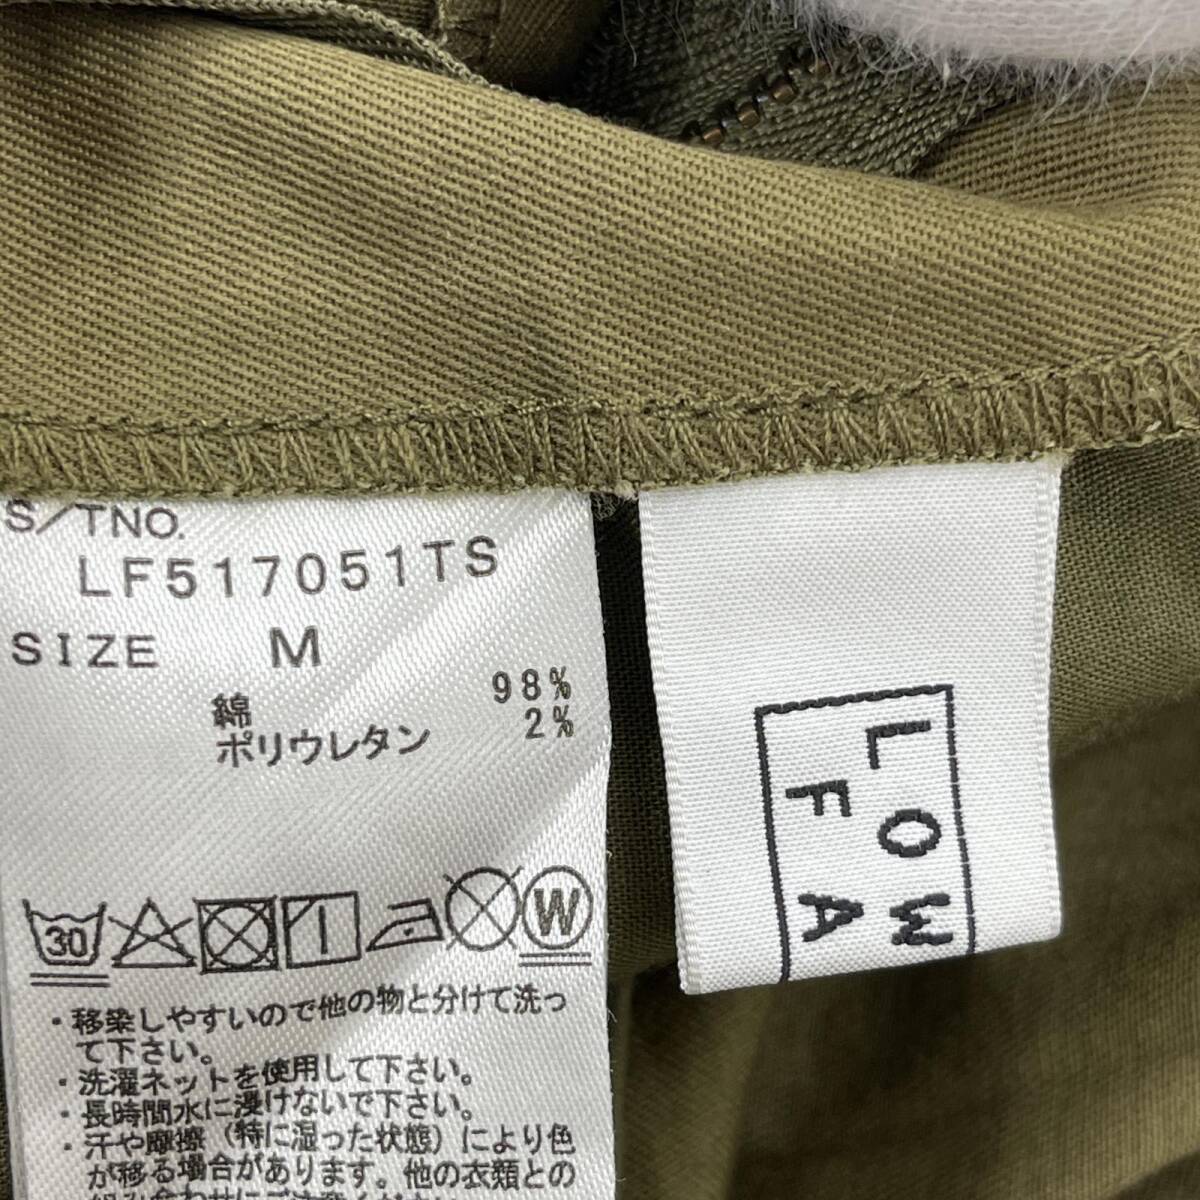 S/TNO.
LF517051TS
SIZE M
綿 98%
ポリウレタン 2%
30
W
・移染しやすいので他の物と分けて洗っ
て下さい。
・洗濯ネットを使用して下さい。
・長時間水に浸けないで下さい。
・汗や摩擦（特に湿った状態）により色
が移る場合があります。他の衣類との
LOW
FA